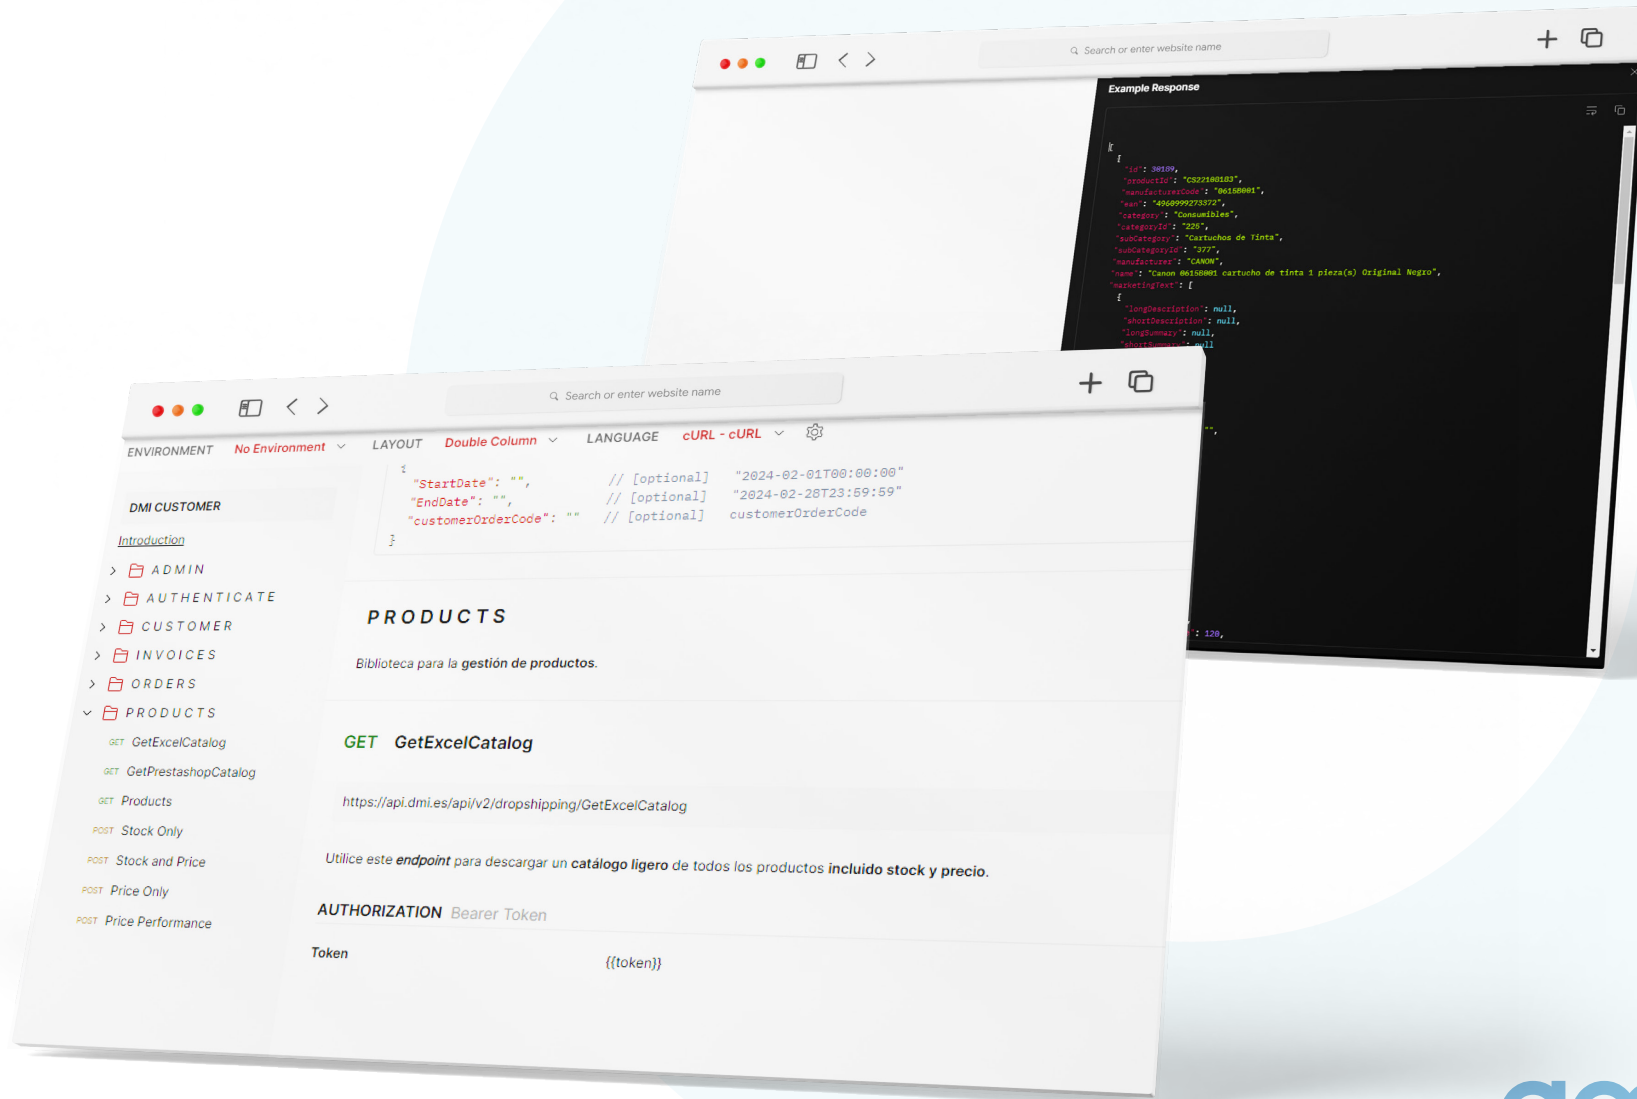 Search or enter website name
Example Response
[
{
"id": 30189,
"productId": "CS22108183",
"manufacturerCode": "0615B001",
"ean": "4960999273372",
"category": "Consumibles",
"categoryId": "225",
"subCategory": "Cartuchos de Tinta",
"subCategoryId": "377",
"manufacturer": "CANON",
"name": "Canon 0615B001 cartucho de tinta 1 pieza(s) Original Negro",
"marketingText": [
{
"longDescription": null,
"shortDescription": null,
"longSummary": null,
"shortSummary": null
"",
": 120,
Search or enter website name
ENVIRONMENT No Environment LAYOUT Double Column LANGUAGE cURL - cURL
DMI CUSTOMER
Introduction
ADMIN
AUTHENTICATE
CUSTOMER
INVOICES
ORDERS
PRODUCTS
GET GetExcelCatalog
GET GetPrestashopCatalog
GET Products
POST Stock Only
POST Stock and Price
POST Price Only
POST Price Performance
{
"StartDate": "", // [optional] "2024-02-01T00:00:00"
"EndDate": "", // [optional] "2024-02-28T23:59:59"
"customerOrderCode": "" // [optional] customerOrderCode
}
PRODUCTS
Biblioteca para la gestión de productos.
GET GetExcelCatalog
https://api.dmi.es/api/v2/dropshipping/GetExcelCatalog
Utilice este endpoint para descargar un catálogo ligero de todos los productos incluido stock y precio.
AUTHORIZATION Bearer Token
Token {{token}}